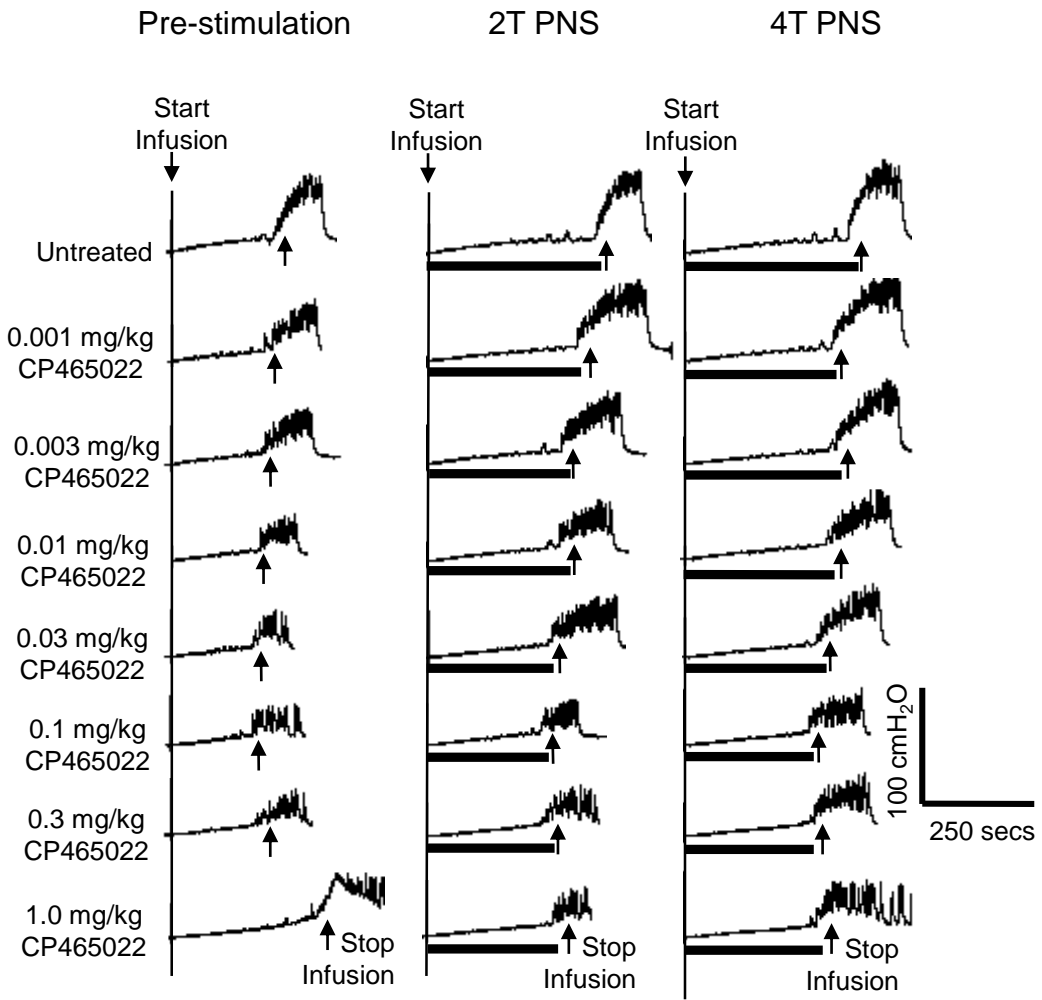 Pre-stimulation 2T PNS 4T PNS
Start Start Start
Infusion Infusion Infusion
Untreated
0.001 mg/kg
CP465022
0.003 mg/kg
CP465022
0.01 mg/kg
CP465022
0.03 mg/kg
CP465022
0.1 mg/kg
CP465022
100 cmH₂O
0.3 mg/kg
CP465022
250 secs
1.0 mg/kg
CP465022
Stop Stop Stop
Infusion Infusion Infusion